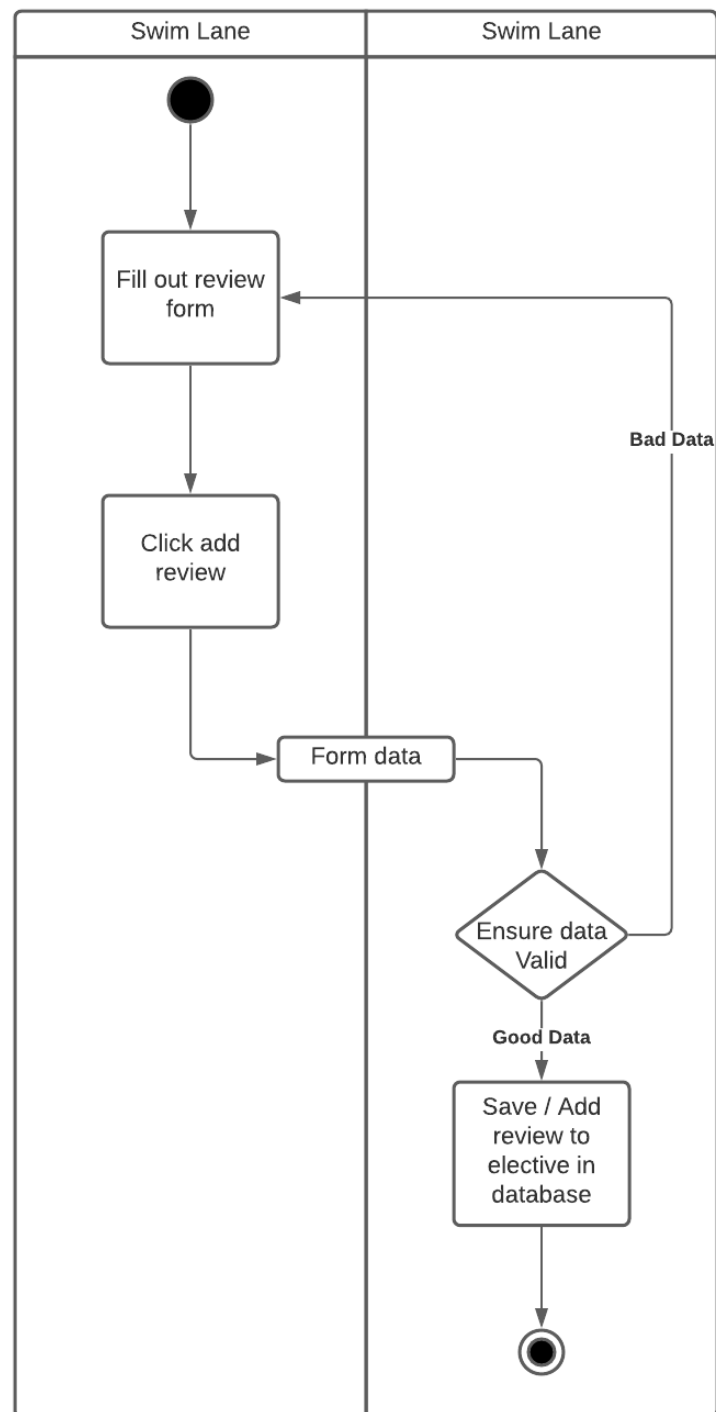 Swim Lane
Swim Lane
Fill out review
form
Bad Data
Click add
review
Form data
Ensure data
Valid
Good Data
Save / Add
review to
elective in
database